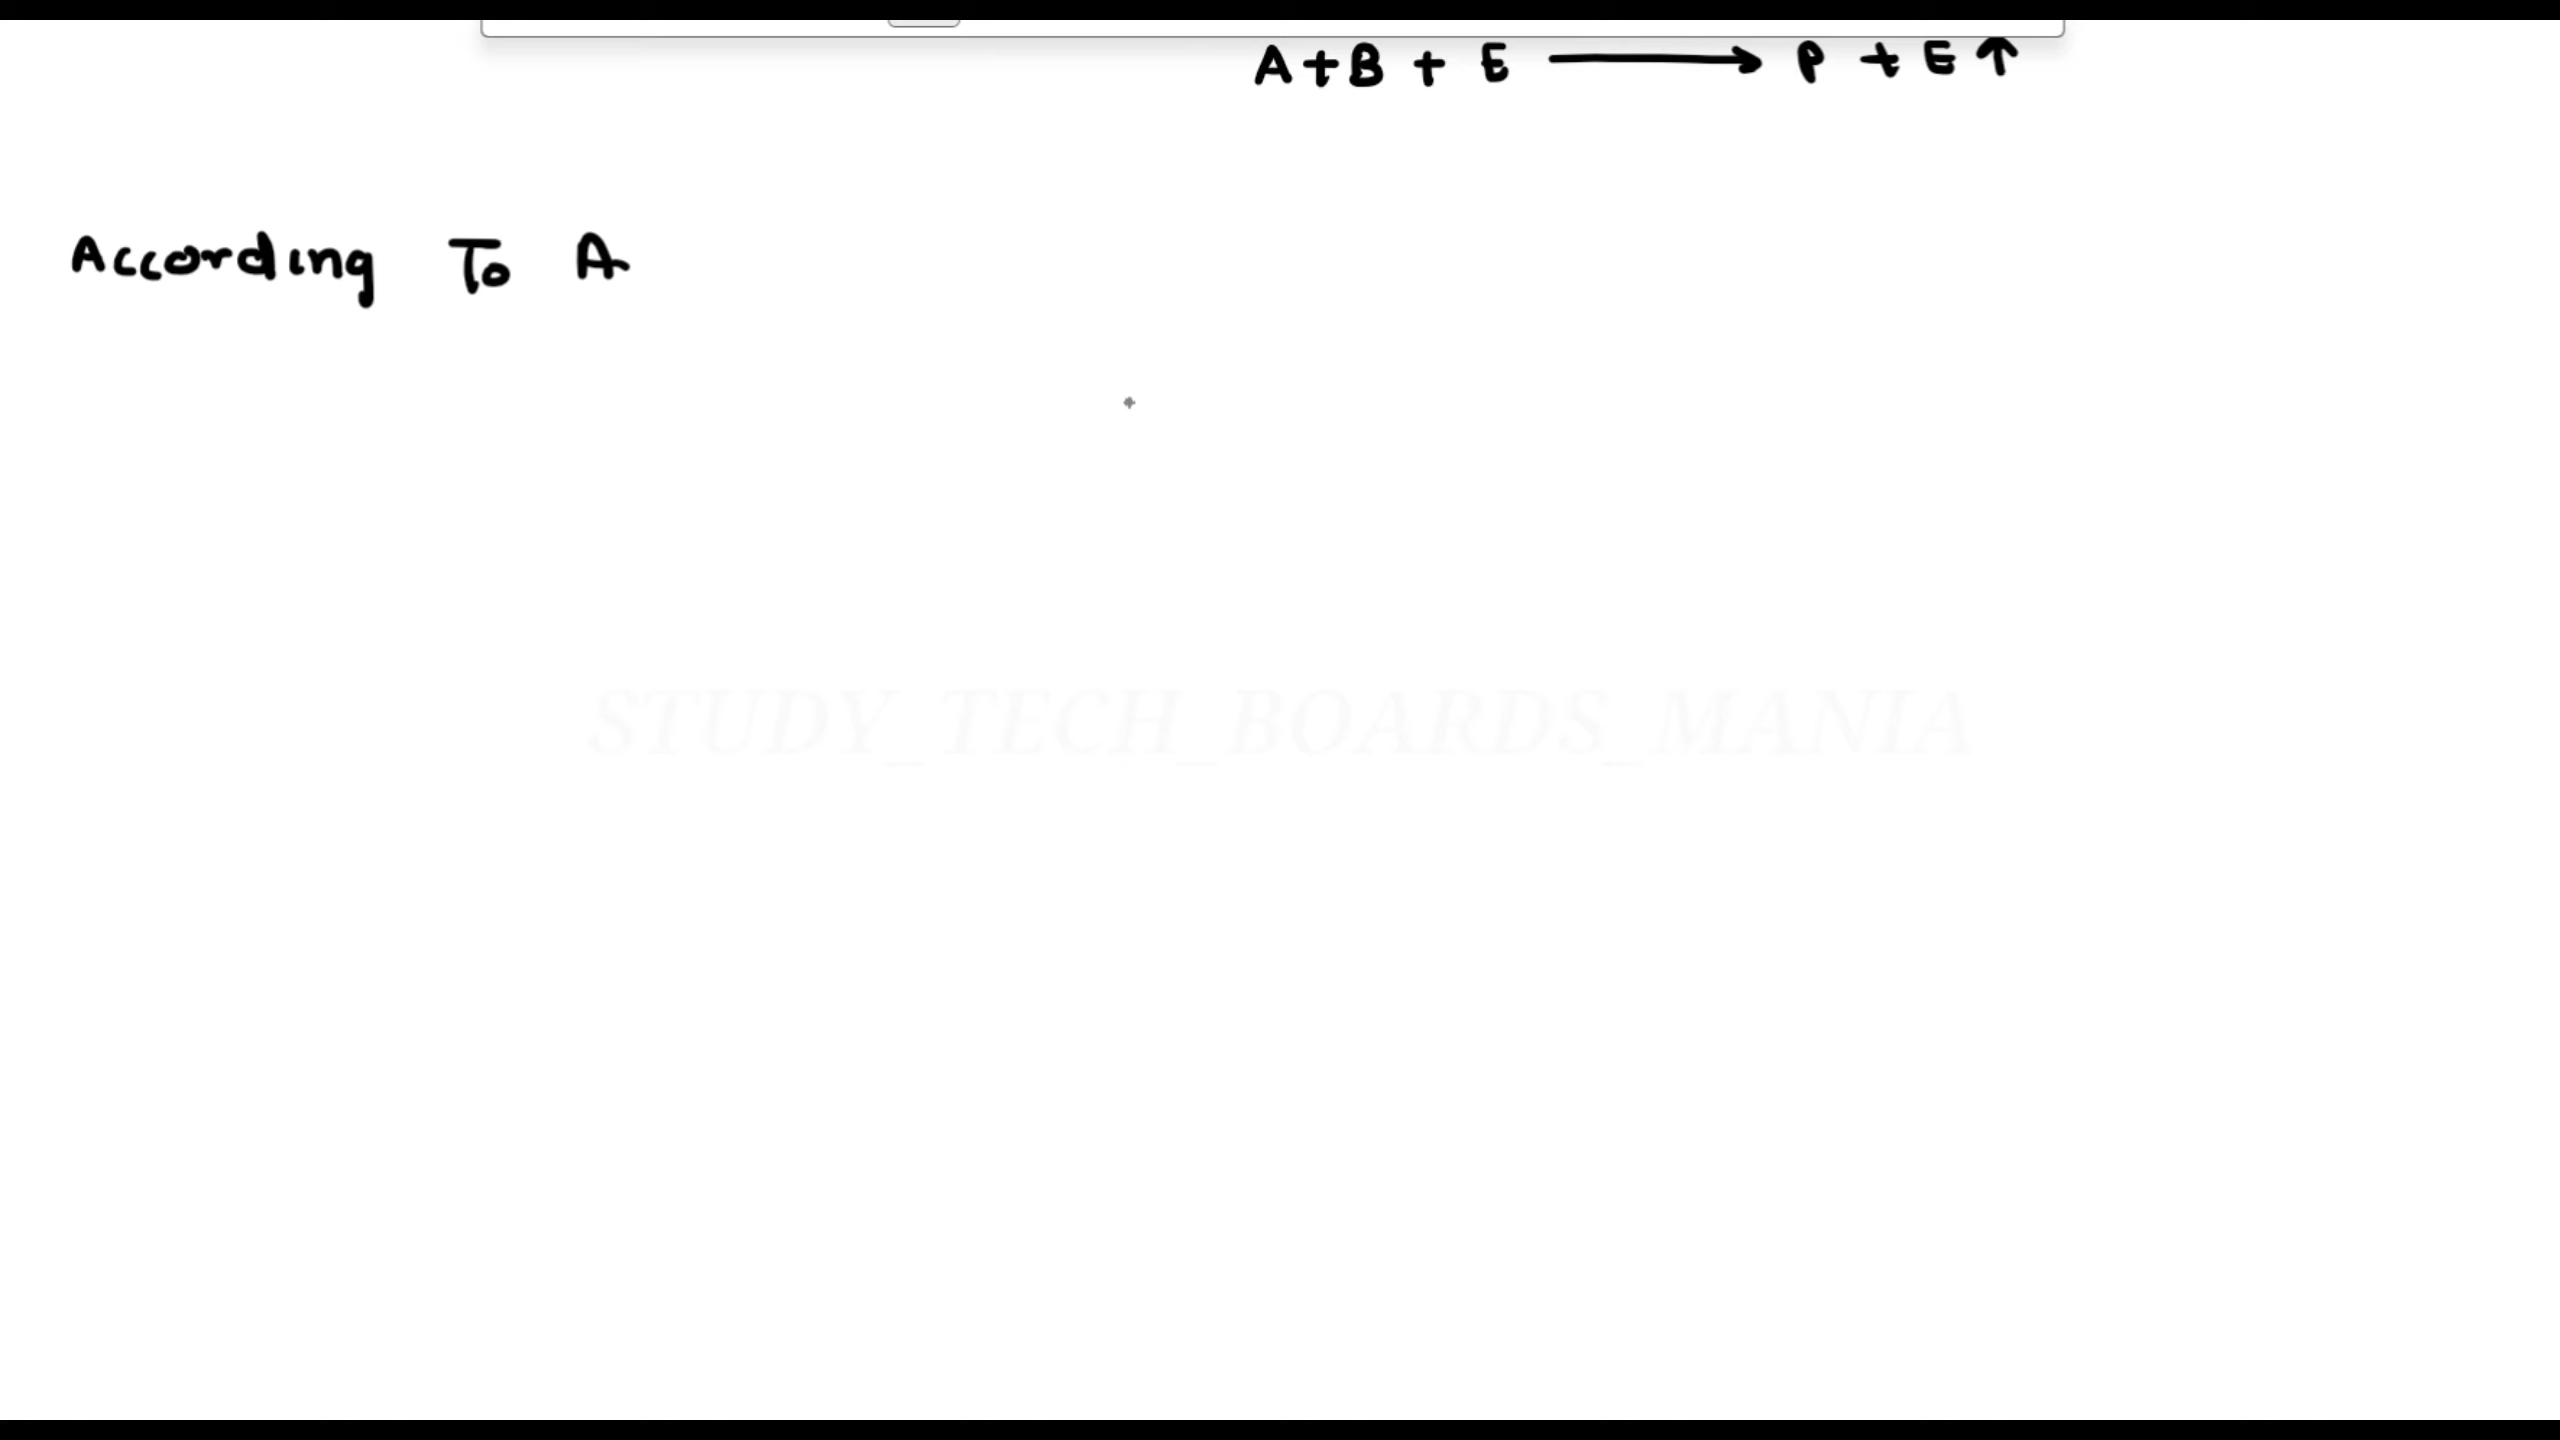 A + B + E ⟶ P + E ↑
According To A
STUDY_TECH_BOARDS_MANIA